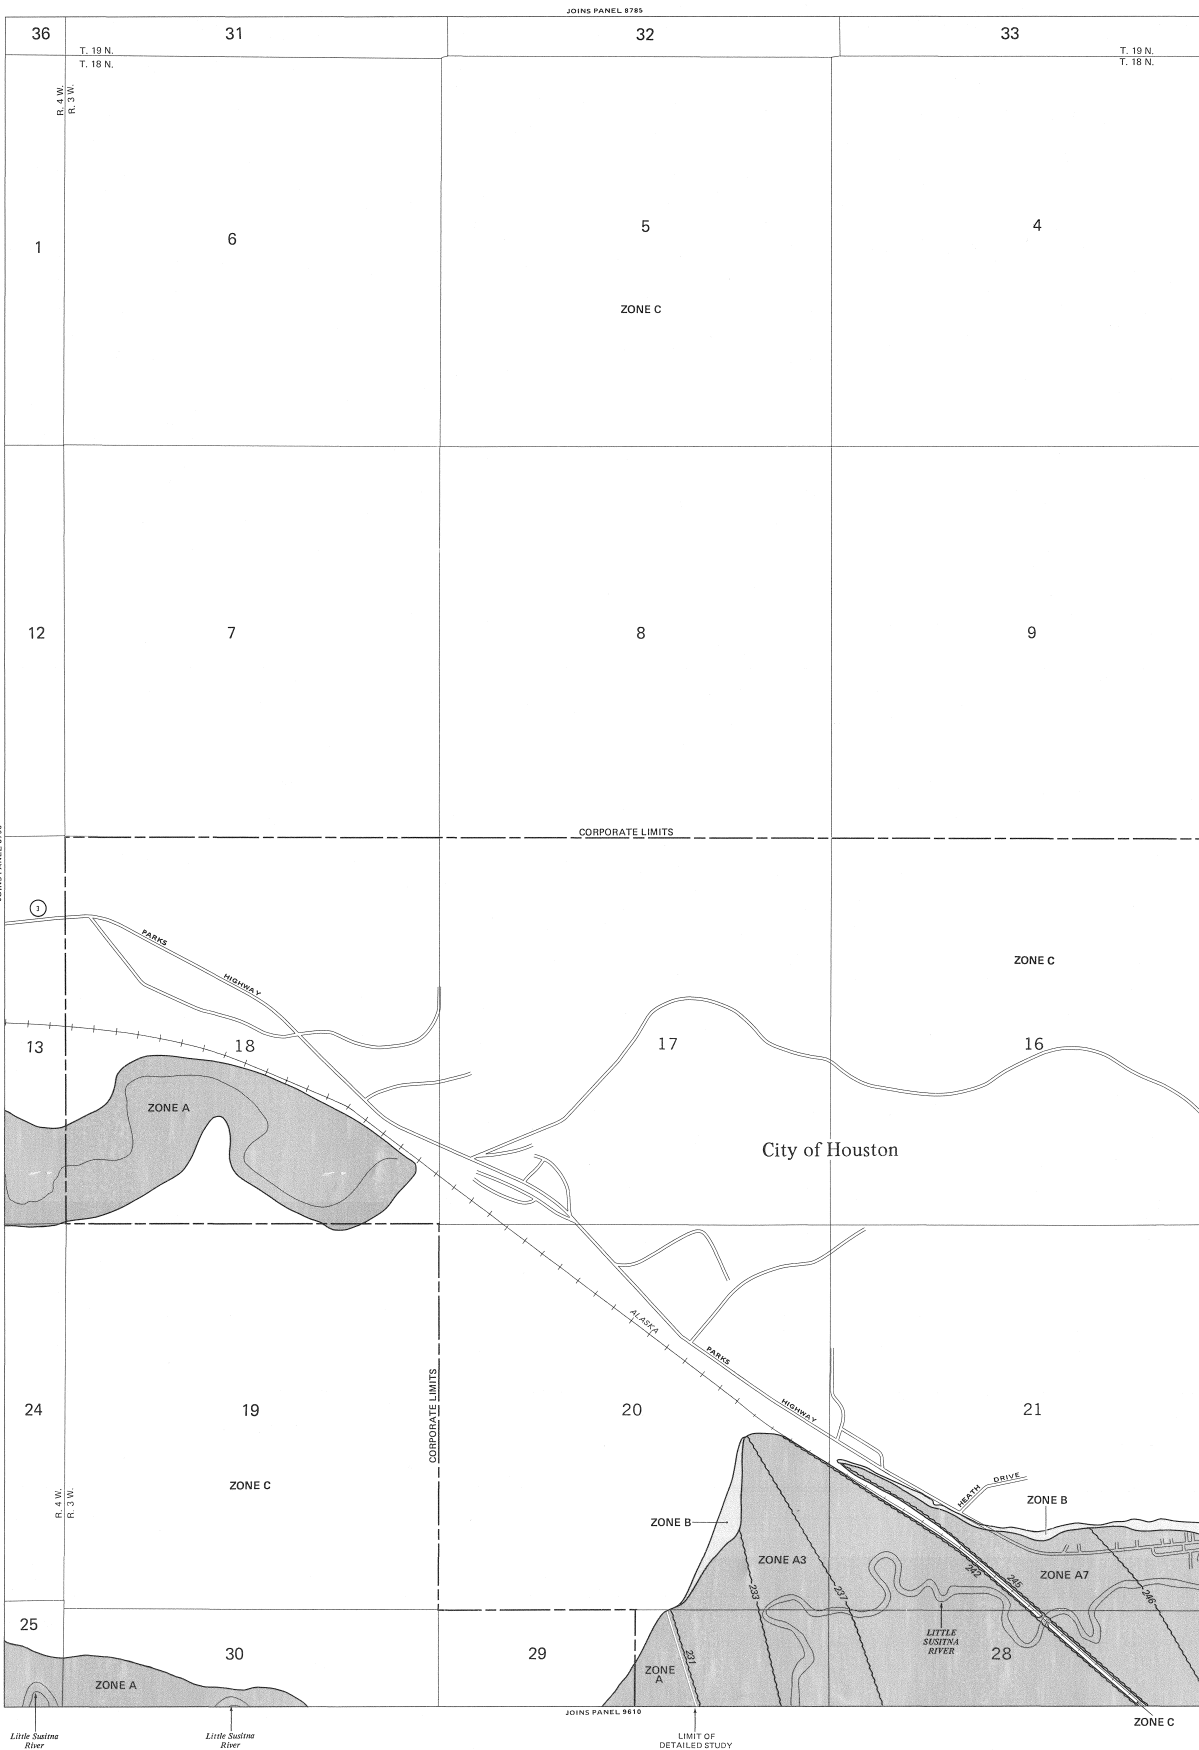 JOINS PANEL 8785
36
31
32
33
T. 19 N.
T. 18 N.
T. 19 N.
T. 18 N.
R. 4 W.
R. 3 W.
1
6
5
4
ZONE C
12
7
8
9
CORPORATE LIMITS
3
PARKS
HIGHWAY
ZONE C
13
18
17
16
ZONE A
City of Houston
ALASKA
PARKS
HIGHWAY
CORPORATE LIMITS
24
19
20
21
ZONE C
R. 4 W.
R. 3 W.
HEATH
DRIVE
ZONE B
ZONE B
ZONE A3
ZONE A7
233
237
242
245
246
25
30
29
28
LITTLE
SUSITNA
RIVER
231
ZONE
A
ZONE A
JOINS PANEL 9610
ZONE C
Little Susitna
River
Little Susitna
River
LIMIT OF
DETAILED STUDY